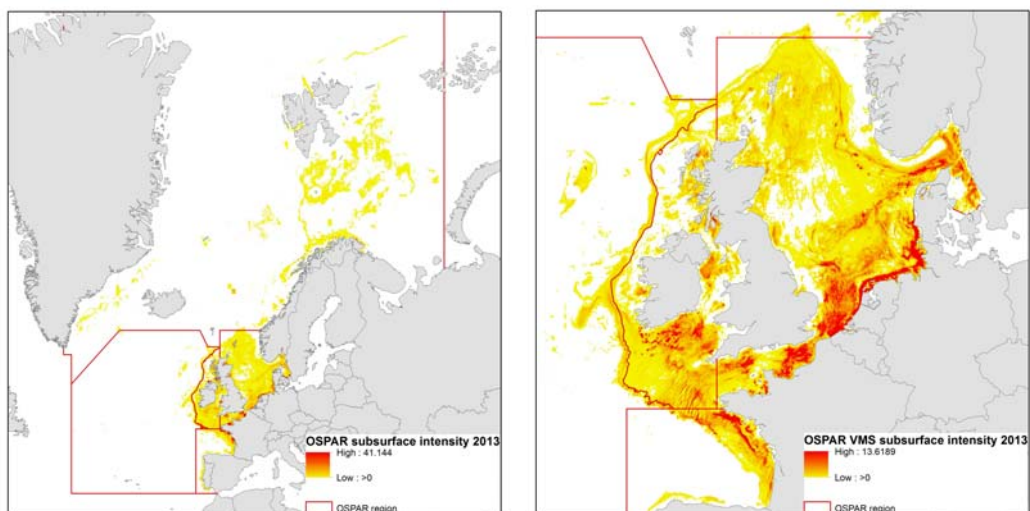 OSPAR subsurface intensity 2013
High : 41.144
Low : >0
OSPAR region
OSPAR VMS subsurface intensity 2013
High : 13.6189
Low : >0
OSPAR region